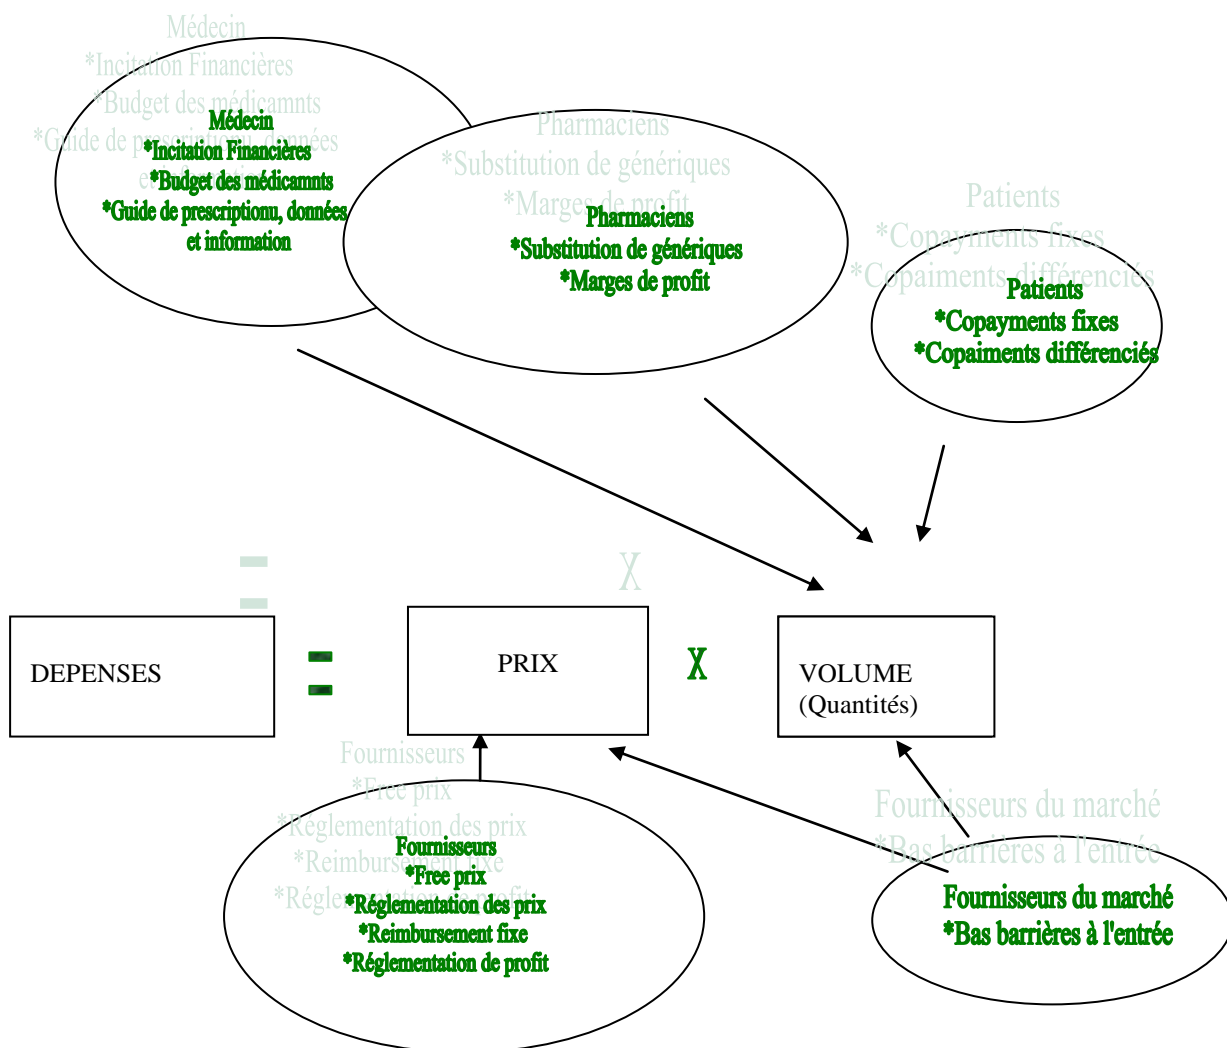 Médecin
*Incitation Financières
*Budget des médicamnts
*Guide de prescriptionu, données
et information
Pharmaciens
*Substitution de génériques
*Marges de profit
Patients
*Copayments fixes
*Copaiments différenciés
DEPENSES
=
PRIX
X
VOLUME
(Quantités)
Fournisseurs
*Free prix
*Réglementation des prix
*Reimbursement fixe
*Réglementation de profit
Fournisseurs du marché
*Bas barrières à l'entrée